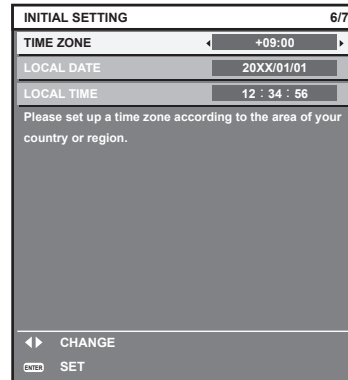 INITIAL SETTING 6/7
TIME ZONE +09:00
LOCAL DATE 20XX/01/01
LOCAL TIME 12 : 34 : 56
Please set up a time zone according to the area of your
country or region.
CHANGE
ENTER SET